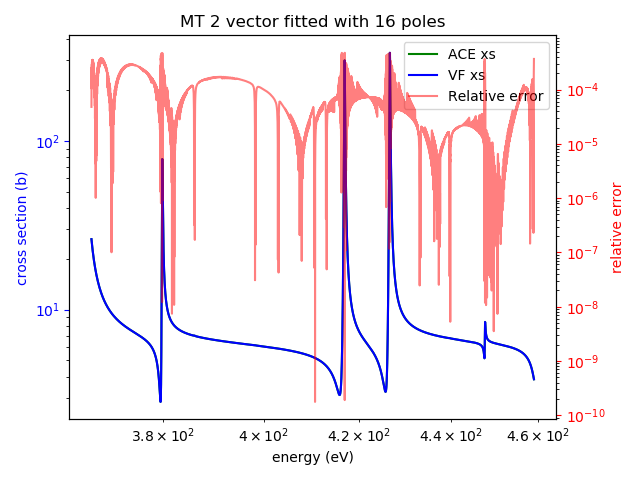 MT 2 vector fitted with 16 poles
ACE xs
VF xs
Relative error
cross section (b)
10²
10¹
10⁻⁴
10⁻⁵
10⁻⁶
10⁻⁷
10⁻⁸
10⁻⁹
10⁻¹⁰
relative error
3.8 × 10² 4 × 10² 4.2 × 10² 4.4 × 10² 4.6 × 10²
energy (eV)